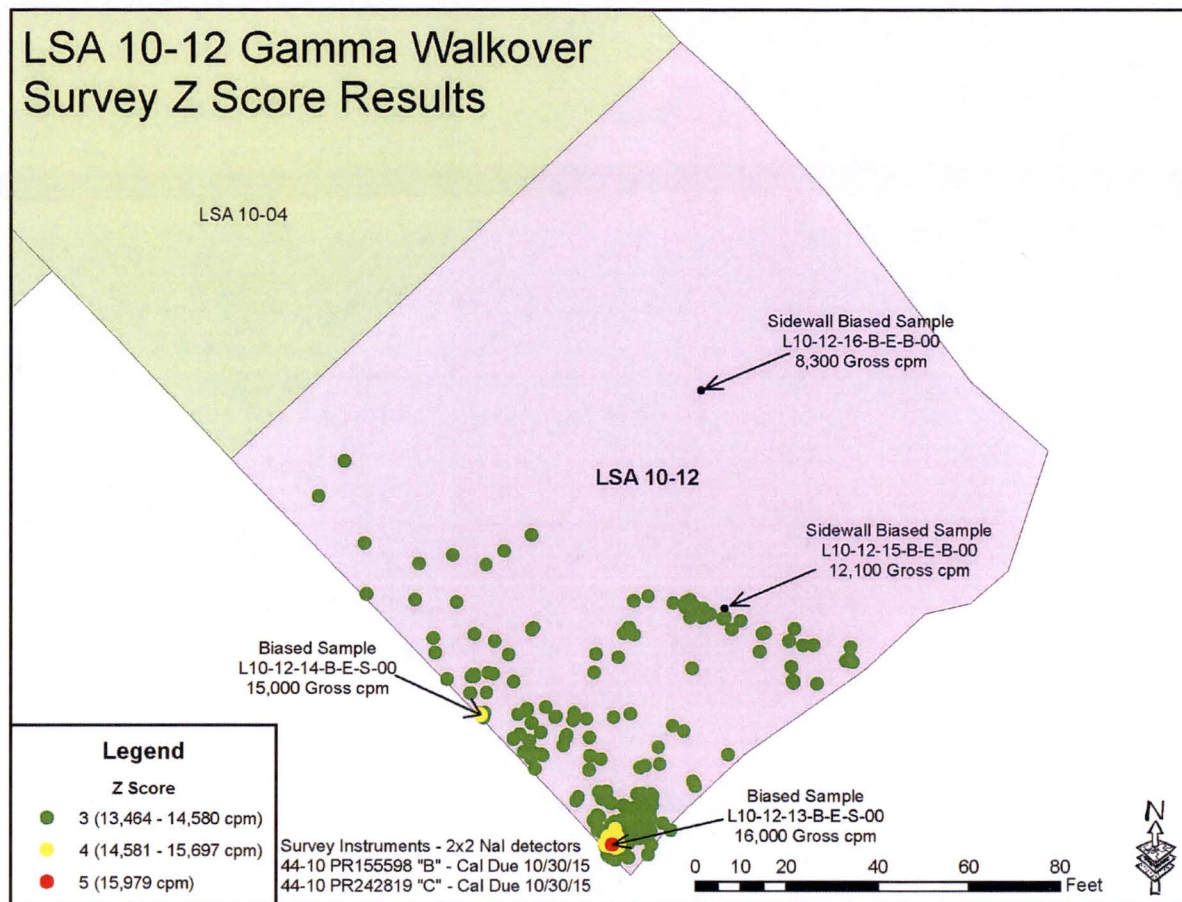 LSA 10-12 Gamma Walkover
Survey Z Score Results
LSA 10-04
Sidewall Biased Sample
L10-12-16-B-E-B-00
8,300 Gross cpm
LSA 10-12
Sidewall Biased Sample
L10-12-15-B-E-B-00
12,100 Gross cpm
Biased Sample
L10-12-14-B-E-S-00
15,000 Gross cpm
Biased Sample
L10-12-13-B-E-S-00
16,000 Gross cpm
Legend
Z Score
3 (13,464 - 14,580 cpm)
4 (14,581 - 15,697 cpm)
5 (15,979 cpm)
Survey Instruments - 2x2 NaI detectors
44-10 PR155598 "B" - Cal Due 10/30/15
44-10 PR242819 "C" - Cal Due 10/30/15
N
0 10 20 40 60 80
Feet